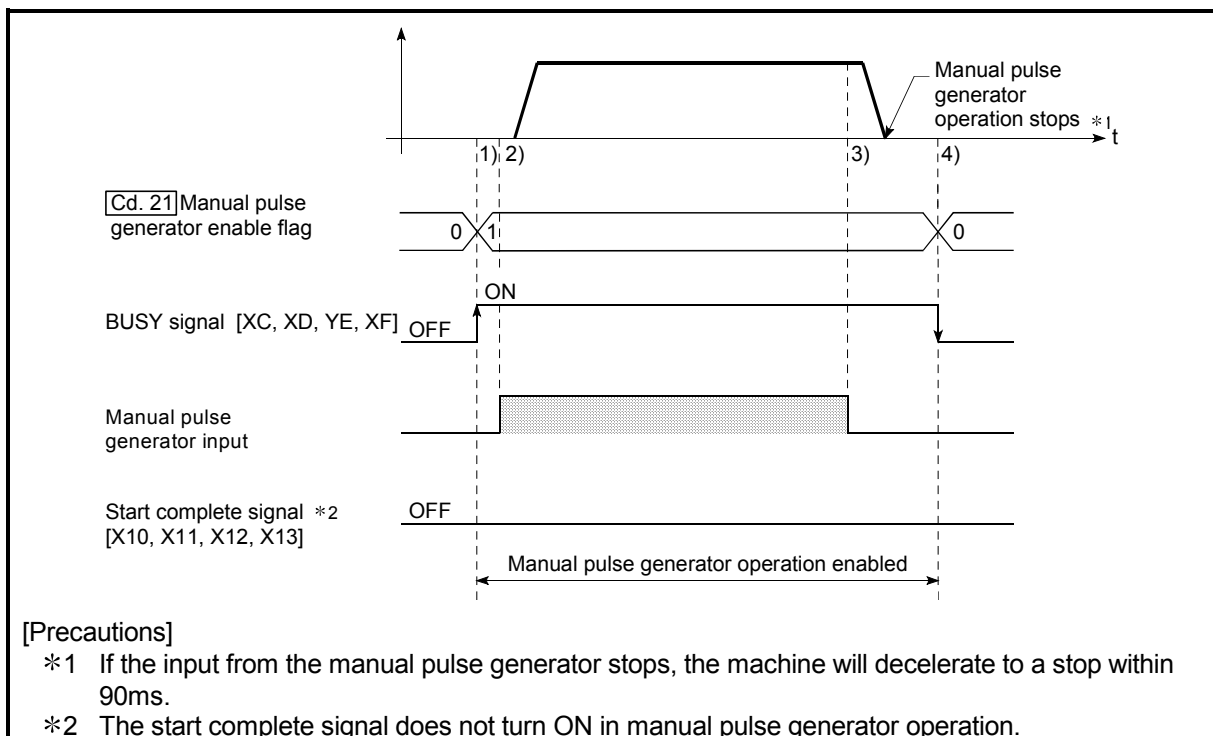 Manual pulse
generator
operation stops *1
t
1) 2) 3) 4)
Cd. 21 Manual pulse
generator enable flag
0 1 0
ON
BUSY signal [XC, XD, YE, XF] OFF
Manual pulse
generator input
Start complete signal *2 OFF
[X10, X11, X12, X13]
Manual pulse generator operation enabled
[Precautions]
*1 If the input from the manual pulse generator stops, the machine will decelerate to a stop within
90ms.
*2 The start complete signal does not turn ON in manual pulse generator operation.